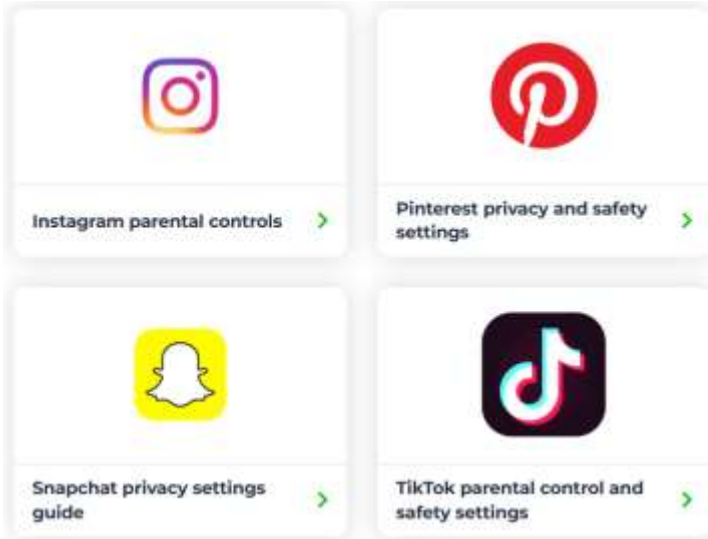 Instagram parental controls
Pinterest privacy and safety
settings
Snapchat privacy settings
guide
TikTok parental control and
safety settings